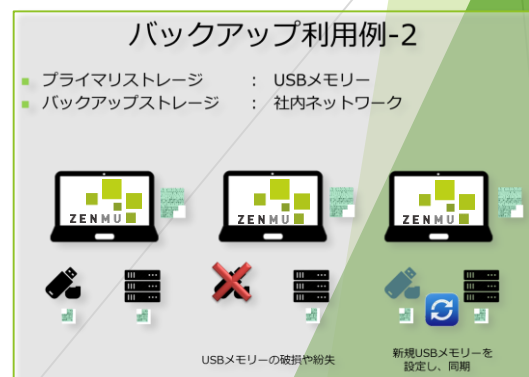 バックアップ利用例-2
プライマリストレージ : USBメモリー
バックアップストレージ : 社内ネットワーク
ZENMU
ZENMU
ZENMU
USBメモリーの破損や紛失
新規USBメモリーを
設定し、同期